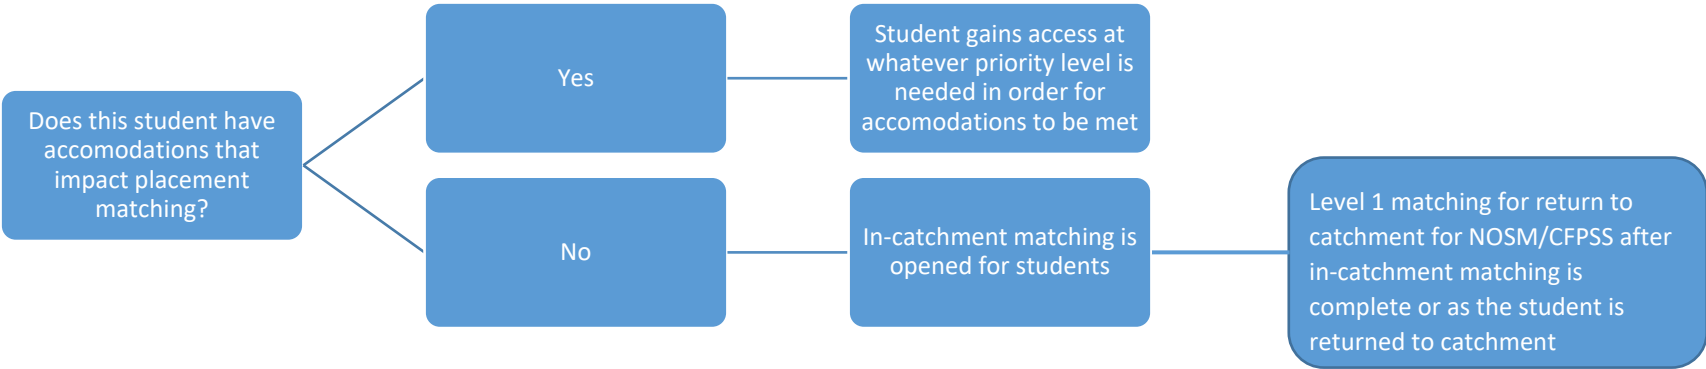 Does this student have
accomodations that
impact placement
matching?
Yes
Student gains access at
whatever priority level is
needed in order for
accomodations to be met
No
In-catchment matching is
opened for students
Level 1 matching for return to
catchment for NOSM/CFPSS after
in-catchment matching is
complete or as the student is
returned to catchment